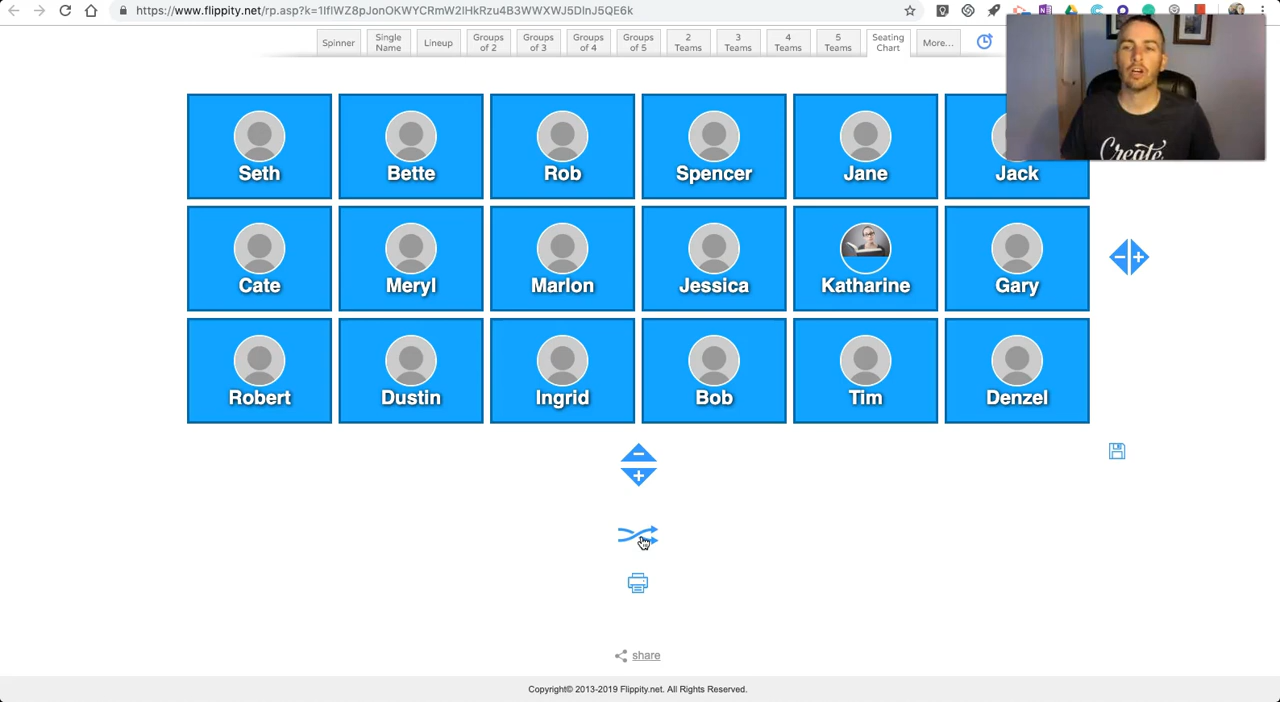 https://www.flippity.net/rp.asp?k=1IfIWZ8pJonOKWYCRmW2lHkRzu4B3WWXWJ5DlnJ5QE6k
Spinner
Single
Name
Lineup
Groups
of 2
Groups
of 3
Groups
of 4
Groups
of 5
2
Teams
3
Teams
4
Teams
5
Teams
Seating
Chart
More...
Create
Seth
Bette
Rob
Spencer
Jane
Jack
Cate
Meryl
Marlon
Jessica
Katharine
Gary
Robert
Dustin
Ingrid
Bob
Tim
Denzel
share
Copyright© 2013-2019 Flippity.net. All Rights Reserved.